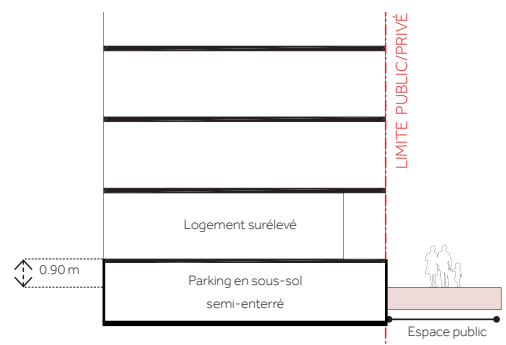 LIMITE PUBLIC/PRIVÉ
Logement surélevé
0.90 m
Parking en sous-sol
semi-enterré
Espace public